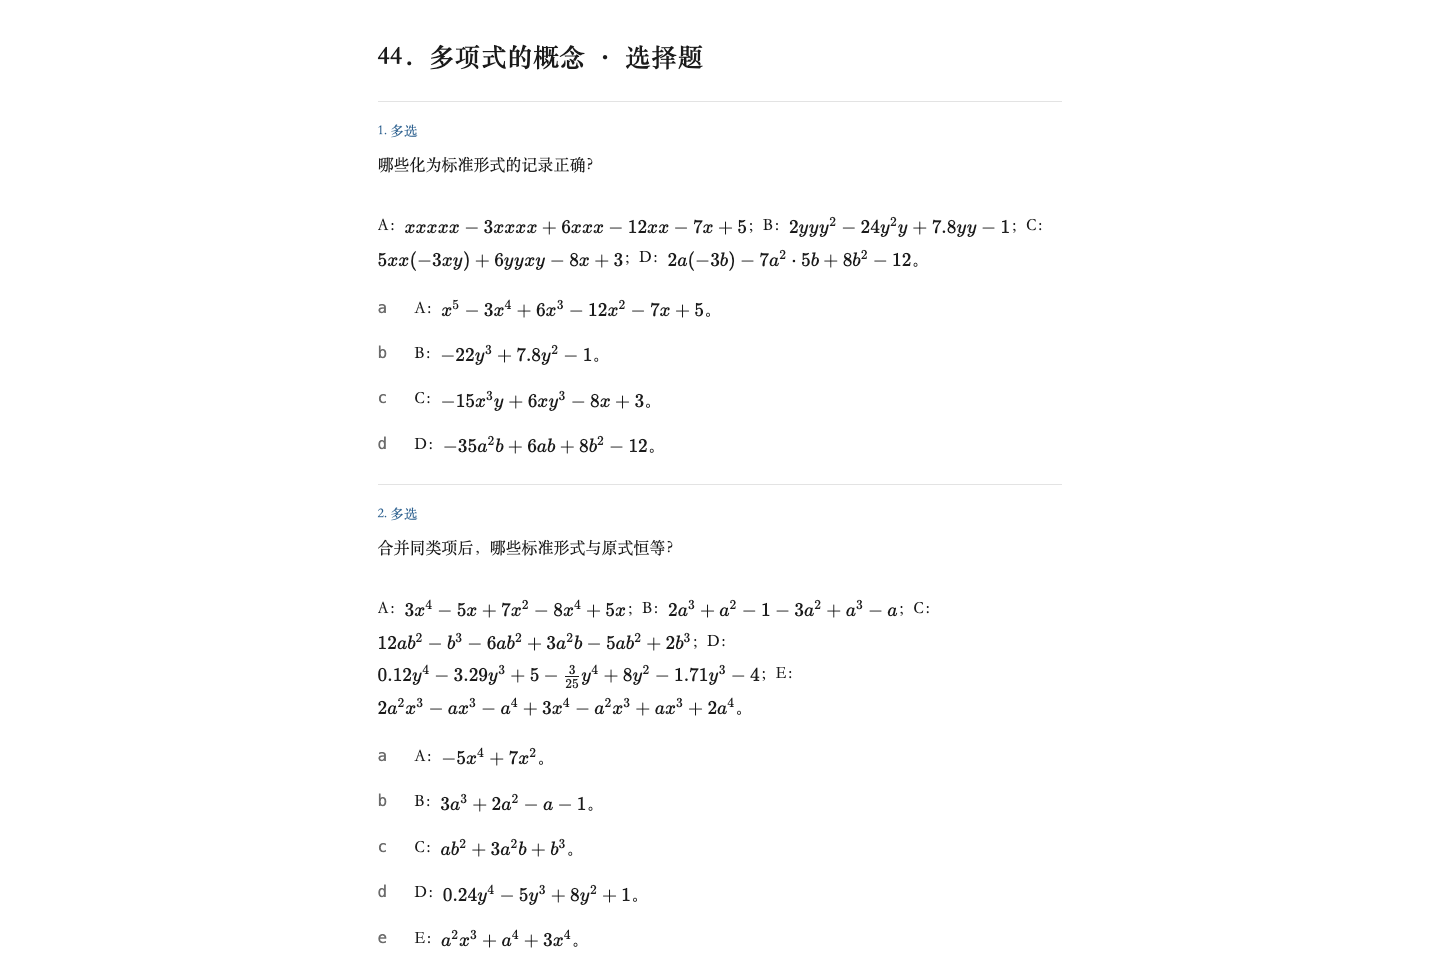 44. 多项式的概念 · 选择题
1. 多选
哪些化为标准形式的记录正确?
A: xxxxx − 3xxxx + 6xxx − 12xx − 7x + 5; B: 2yyy² − 24y²y + 7.8yy − 1; C:
5xx(−3xy) + 6yyxy − 8x + 3; D: 2a(−3b) − 7a² · 5b + 8b² − 12。
a A: x⁵ − 3x⁴ + 6x³ − 12x² − 7x + 5。
b B: −22y³ + 7.8y² − 1。
c C: −15x³y + 6xy³ − 8x + 3。
d D: −35a²b + 6ab + 8b² − 12。
2. 多选
合并同类项后，哪些标准形式与原式恒等?
A: 3x⁴ − 5x + 7x² − 8x⁴ + 5x; B: 2a³ + a² − 1 − 3a² + a³ − a; C:
12ab² − b³ − 6ab² + 3a²b − 5ab² + 2b³; D:
0.12y⁴ − 3.29y³ + 5 − 3/25 y⁴ + 8y² − 1.71y³ − 4; E:
2a²x³ − ax³ − a⁴ + 3x⁴ − a²x³ + ax³ + 2a⁴。
a A: −5x⁴ + 7x²。
b B: 3a³ + 2a² − a − 1。
c C: ab² + 3a²b + b³。
d D: 0.24y⁴ − 5y³ + 8y² + 1。
e E: a²x³ + a⁴ + 3x⁴。